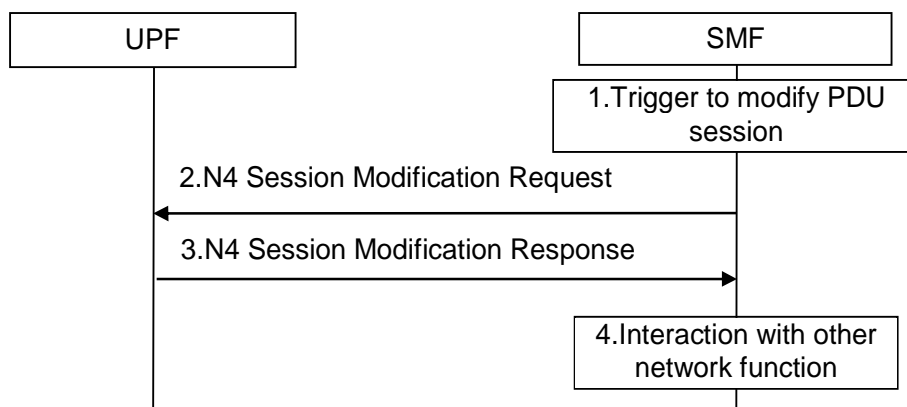 UPF
SMF
1.Trigger to modify PDU
session
2.N4 Session Modification Request
3.N4 Session Modification Response
4.Interaction with other
network function